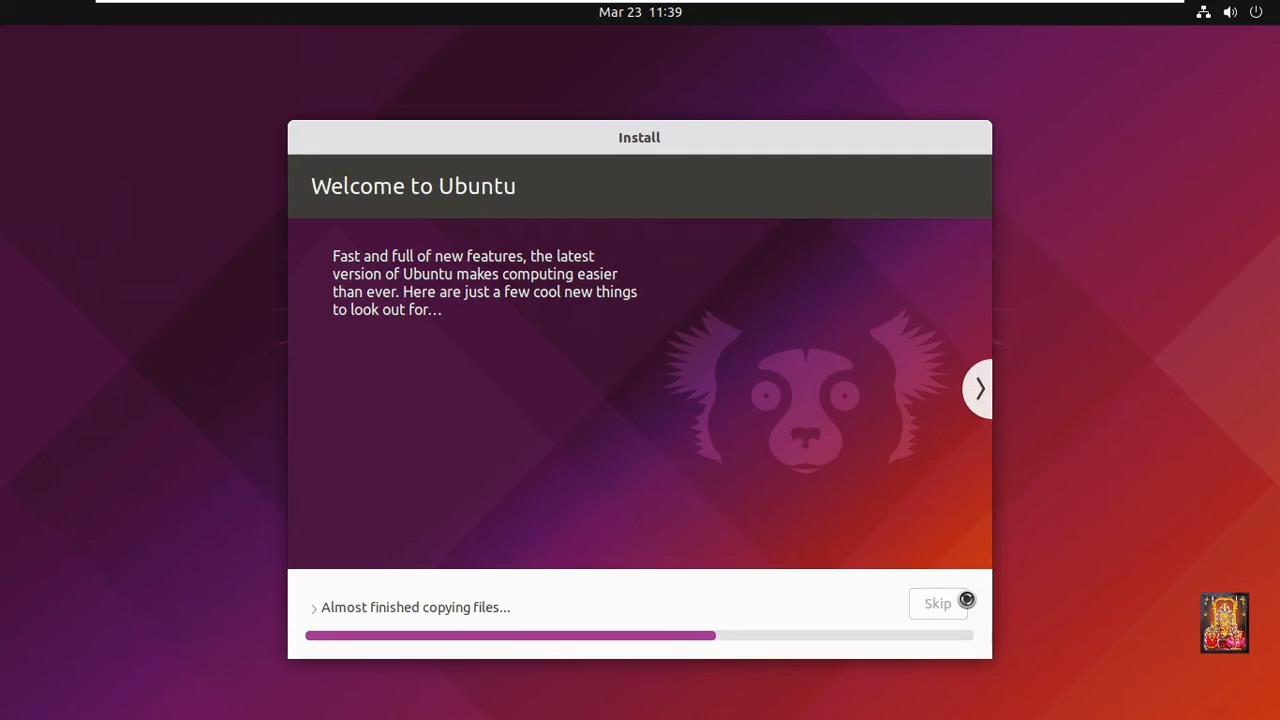 Mar 23 11:39
Install
Welcome to Ubuntu
Fast and full of new features, the latest
version of Ubuntu makes computing easier
than ever. Here are just a few cool new things
to look out for…
Almost finished copying files...
Skip